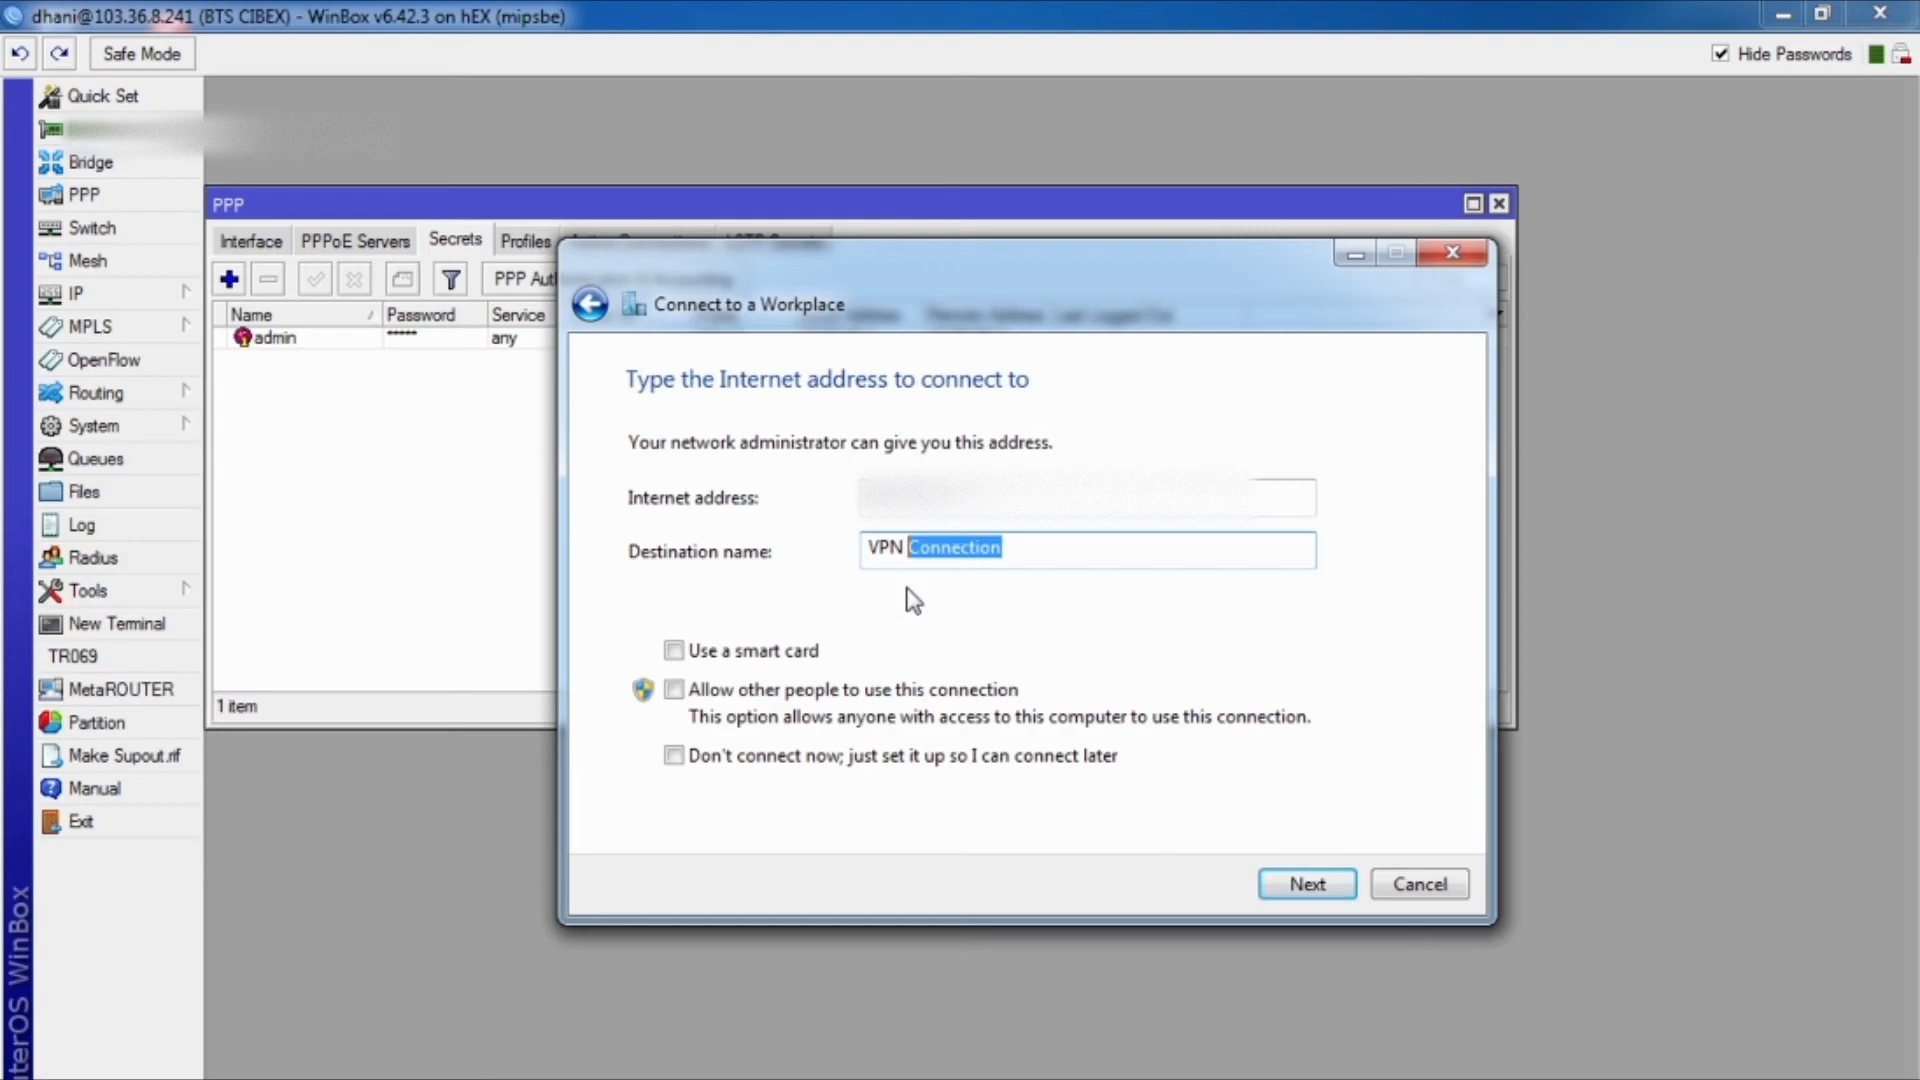 dhani@103.36.8.241 (BTS CIBEX) - WinBox v6.42.3 on hEX (mipsbe)
Safe Mode
Hide Passwords
Quick Set
Bridge
PPP
Switch
Mesh
IP
MPLS
OpenFlow
Routing
System
Queues
Files
Log
Radius
Tools
New Terminal
TR069
MetaROUTER
Partition
Make Supout.rif
Manual
Exit
terOS WinBox
PPP
Interface PPPoE Servers Secrets Profiles
PPP Aut
Name Password Service
admin ***** any
1 item
Connect to a Workplace
Type the Internet address to connect to
Your network administrator can give you this address.
Internet address:
Destination name: VPN Connection
Use a smart card
Allow other people to use this connection
This option allows anyone with access to this computer to use this connection.
Don't connect now; just set it up so I can connect later
Next Cancel